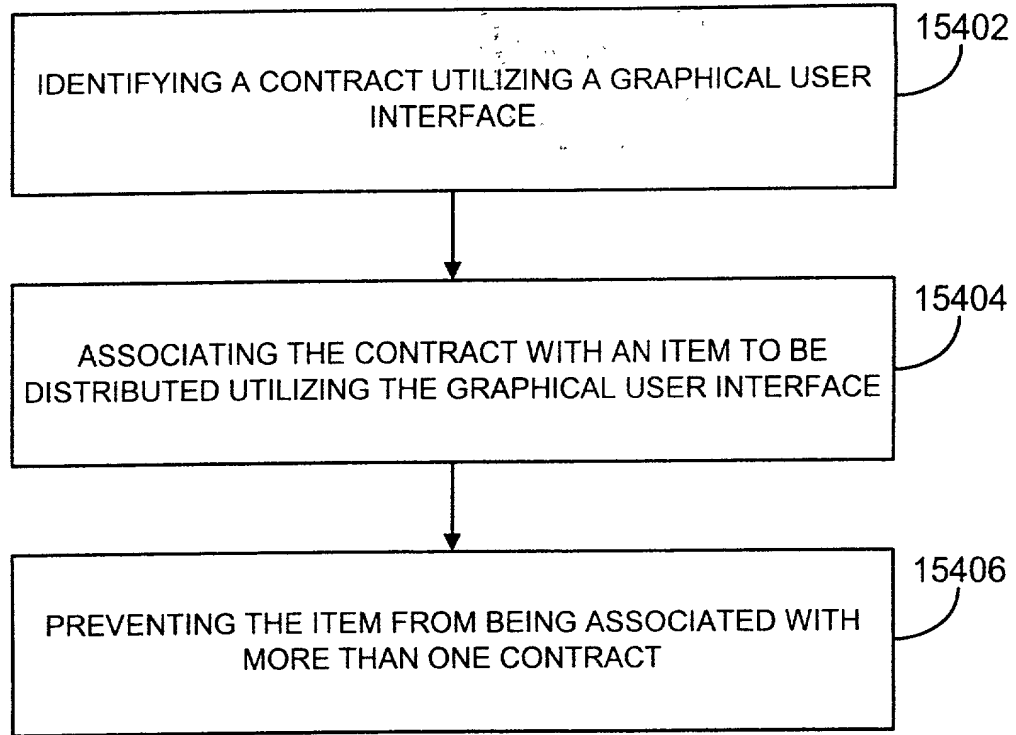 15402
IDENTIFYING A CONTRACT UTILIZING A GRAPHICAL USER
INTERFACE
15404
ASSOCIATING THE CONTRACT WITH AN ITEM TO BE
DISTRIBUTED UTILIZING THE GRAPHICAL USER INTERFACE
15406
PREVENTING THE ITEM FROM BEING ASSOCIATED WITH
MORE THAN ONE CONTRACT